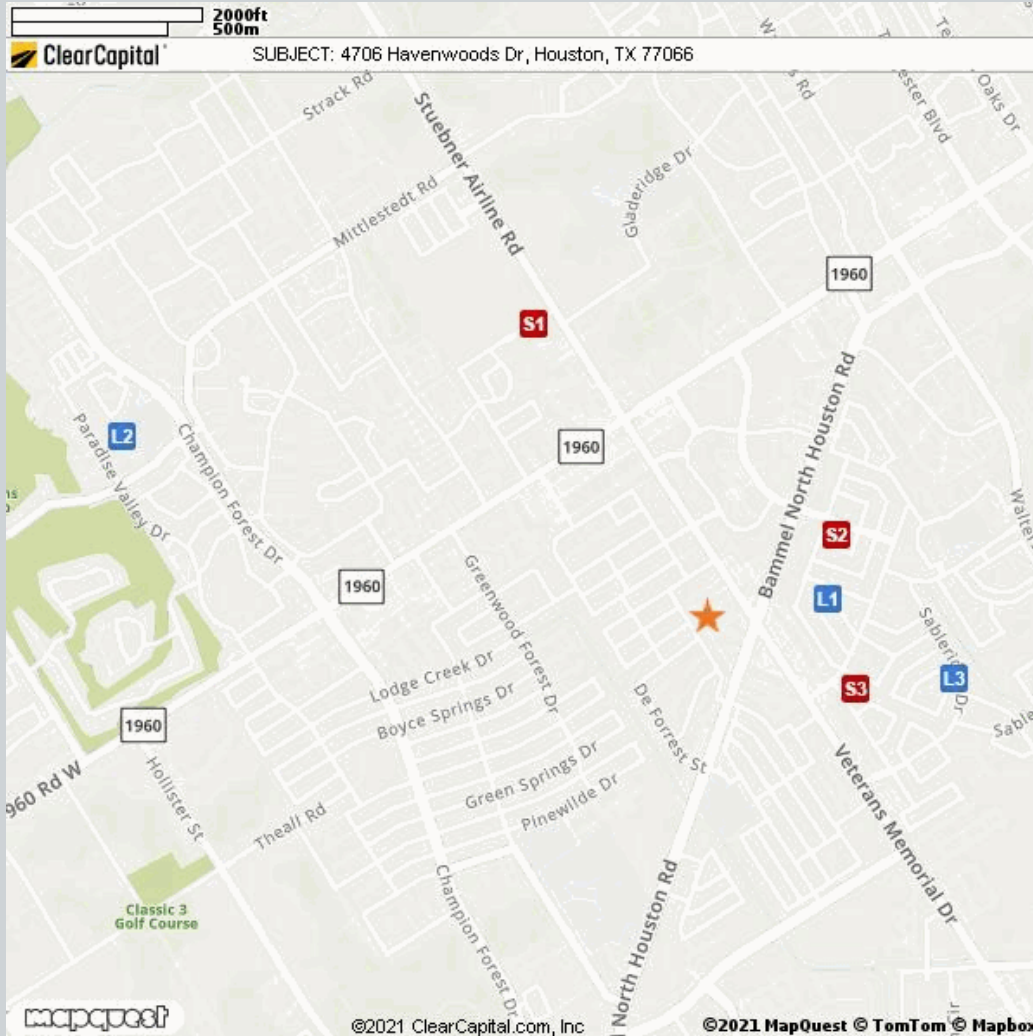 2000ft
500m
ClearCapital
SUBJECT: 4706 Havenwoods Dr, Houston, TX 77066
Strack Rd
Stuebner Airline Rd
Oaks Dr
Mittlestedt Rd
Gladeridge Dr
1960
S1
Bammel North Houston Rd
L2
Paradise Valley Dr
Champion Forest Dr
1960
S2
1960
Greenwood Forest Dr
L1
Lodge Creek Dr
S3
L3
Boyce Springs Dr
De Forrest St
1960
Green Springs Dr
Pinewilde Dr
960 Rd W
Hollister St
Theall Rd
Veterans Memorial Dr
Classic 3
Golf Course
Champion Forest Dr
North Houston Rd
mapquest
©2021 ClearCapital.com, Inc
©2021 MapQuest © TomTom © Mapbo